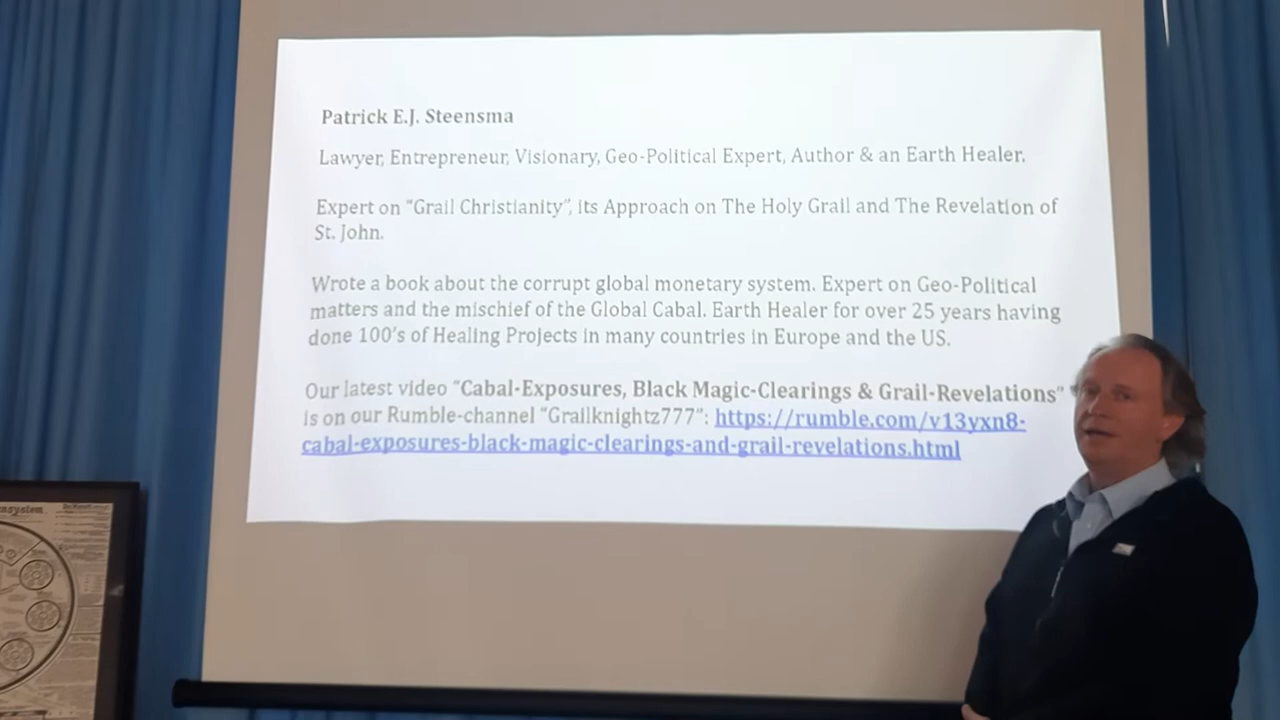 Patrick E.J. Steensma
Lawyer, Entrepreneur, Visionary, Geo-Political Expert, Author & an Earth Healer.
Expert on “Grail Christianity”, its Approach on The Holy Grail and The Revelation of
St. John.
Wrote a book about the corrupt global monetary system. Expert on Geo-Political
matters and the mischief of the Global Cabal. Earth Healer for over 25 years having
done 100’s of Healing Projects in many countries in Europe and the US.
Our latest video “Cabal-Exposures, Black Magic-Clearings & Grail-Revelations”
is on our Rumble-channel “Grailknightz777”: https://rumble.com/v13yxn8-
cabal-exposures-black-magic-clearings-and-grail-revelations.html